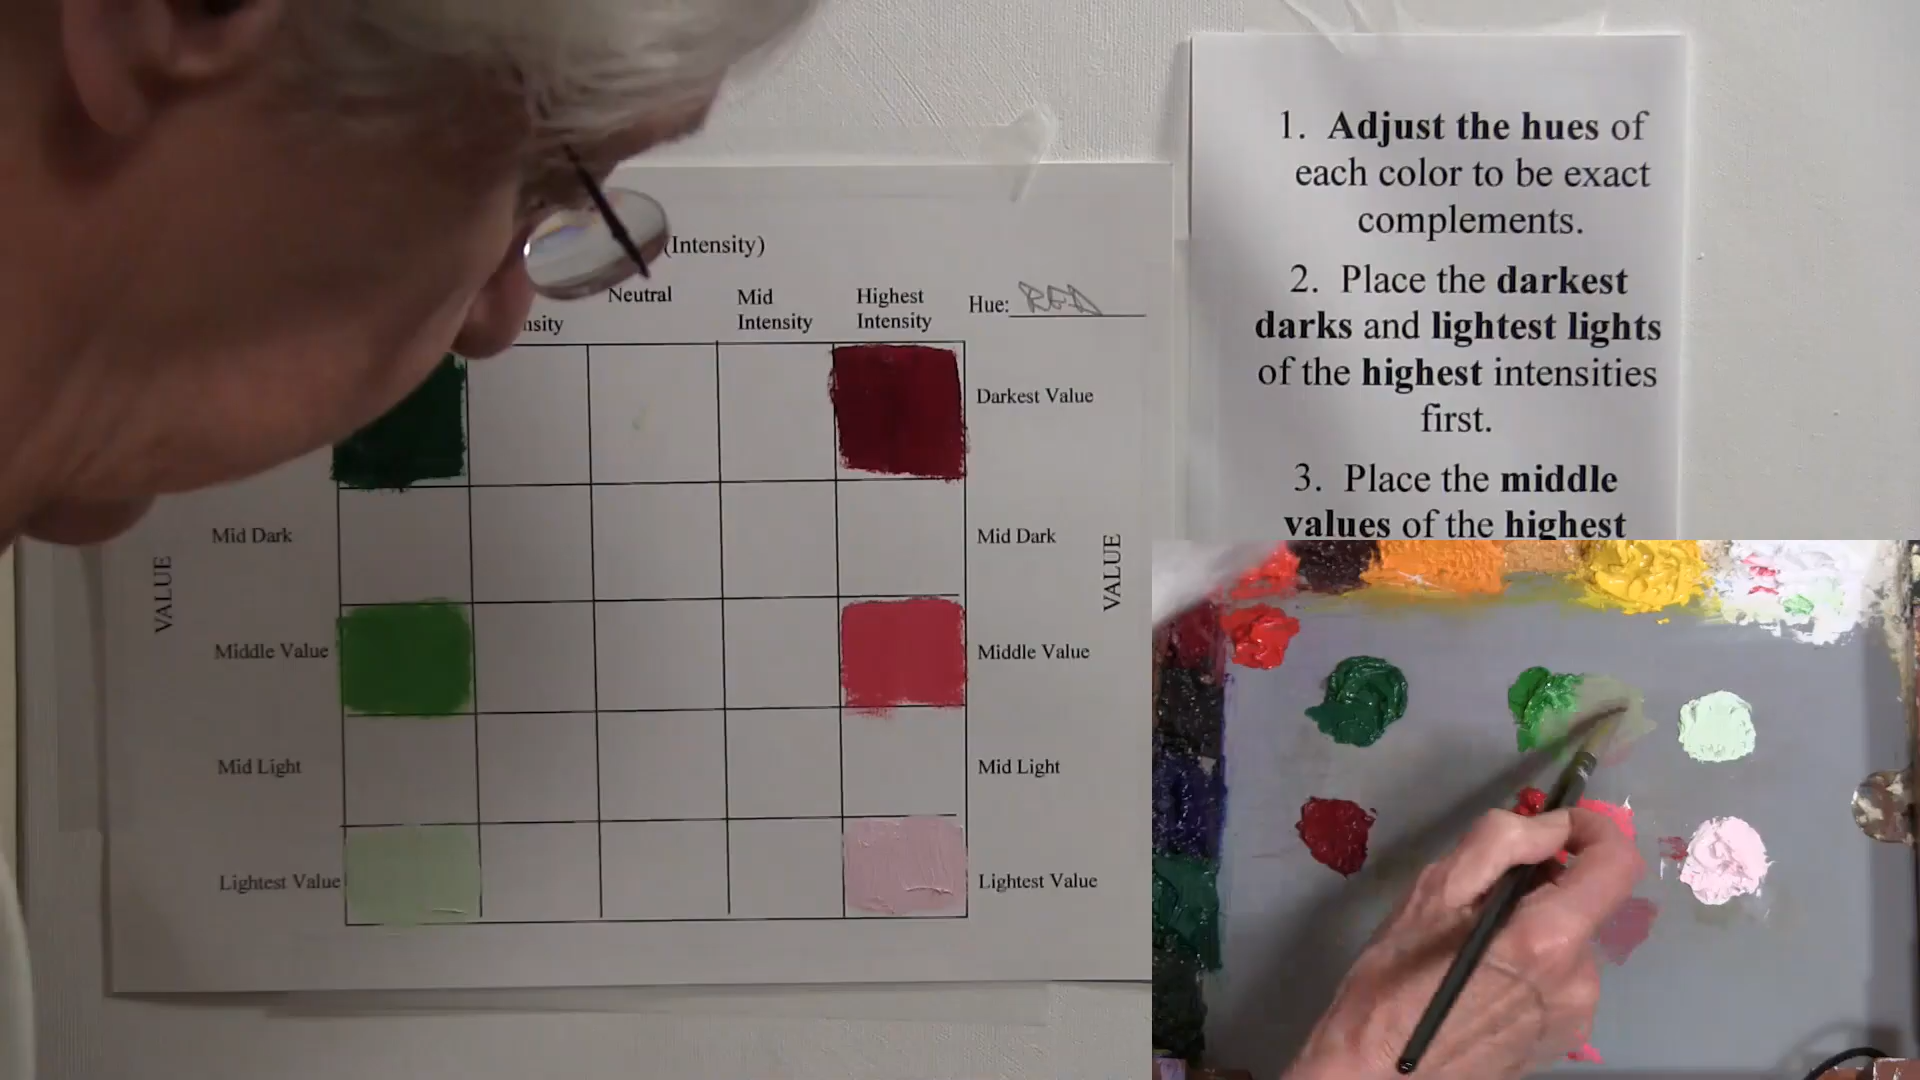 (Intensity)
Neutral
Mid
Intensity
Highest
Intensity
Hue: RED
nsity
Darkest Value
Mid Dark
Mid Dark
VALUE
VALUE
Middle Value
Middle Value
Mid Light
Mid Light
Lightest Value
Lightest Value
1. Adjust the hues of
each color to be exact
complements.
2. Place the darkest
darks and lightest lights
of the highest intensities
first.
3. Place the middle
values of the highest